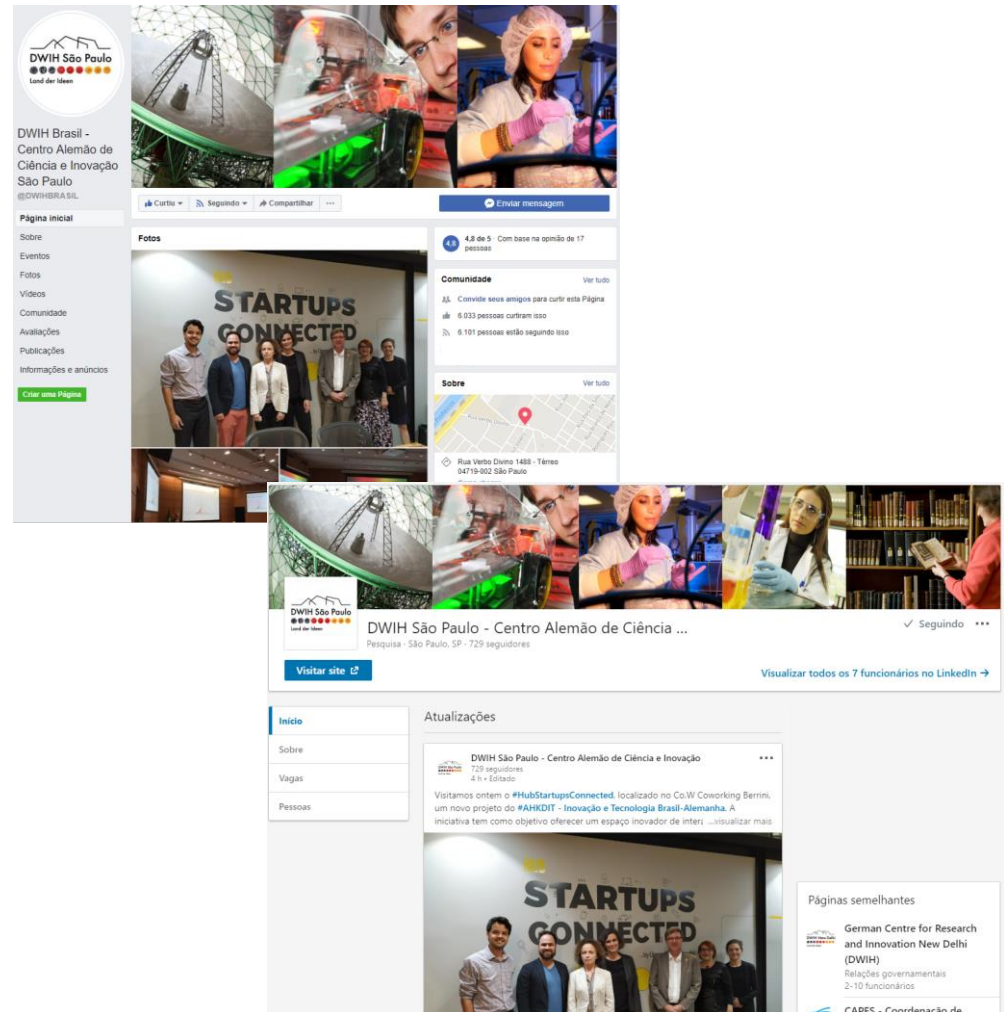 DWIH São Paulo
Land der Ideen
DWIH Brasil -
Centro Alemão de
Ciência e Inovação
São Paulo
@DWIHBRASIL
Página inicial
Sobre
Eventos
Fotos
Vídeos
Comunidade
Avaliações
Publicações
Informações e anúncios
Criar uma Página
Curtiu
Seguindo
Compartilhar
Enviar mensagem
Fotos
STARTUPS
CONNECTED
4,8
4,8 de 5 · Com base na opinião de 17
pessoas
Comunidade
Ver tudo
Convide seus amigos para curtir esta Página
6.033 pessoas curtiram isso
6.101 pessoas estão seguindo isso
Sobre
Ver tudo
Rua Verbo Divino 1488 - Térreo
04719-002 São Paulo
DWIH São Paulo
Land der Ideen
DWIH São Paulo - Centro Alemão de Ciência ...
Pesquisa · São Paulo, SP · 729 seguidores
Seguindo
Visitar site
Visualizar todos os 7 funcionários no LinkedIn
Início
Sobre
Vagas
Pessoas
Atualizações
DWIH São Paulo - Centro Alemão de Ciência e Inovação
729 seguidores
4 h • Editado
Visitamos ontem o #HubStartupsConnected, localizado no Co.W Coworking Berrini,
um novo projeto do #AHKDIT - Inovação e Tecnologia Brasil-Alemanha. A
iniciativa tem como objetivo oferecer um espaço inovador de ...visualizar mais
STARTUPS
CONNECTED
Páginas semelhantes
German Centre for Research
and Innovation New Delhi
(DWIH)
Relações governamentais
2-10 funcionários
CAPES - Coordenação de